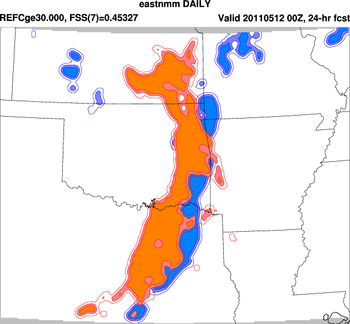 eastnmm DAILY
REFCge30.000, FSS(7)=0.45327 Valid 20110512 00Z, 24-hr fcst